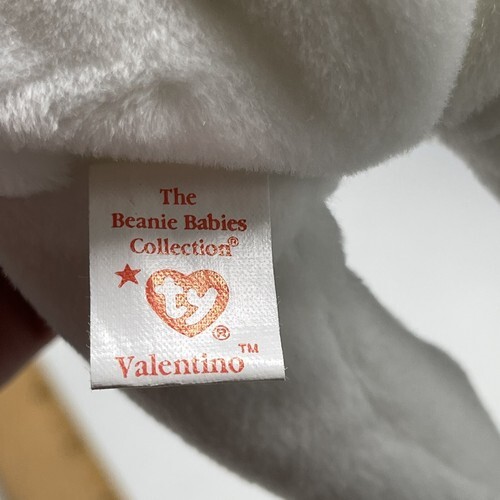 The
Beanie Babies
Collection®
ty®
Valentino™